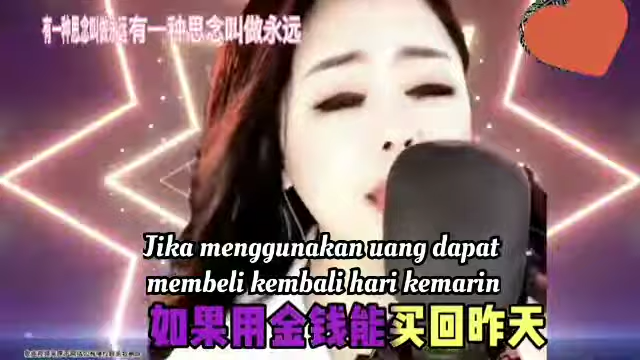 有一种思念叫做永远有一种思念叫做永远
Jika menggunakan uang dapat
membeli kembali hari kemarin
如果用金钱能买回昨天